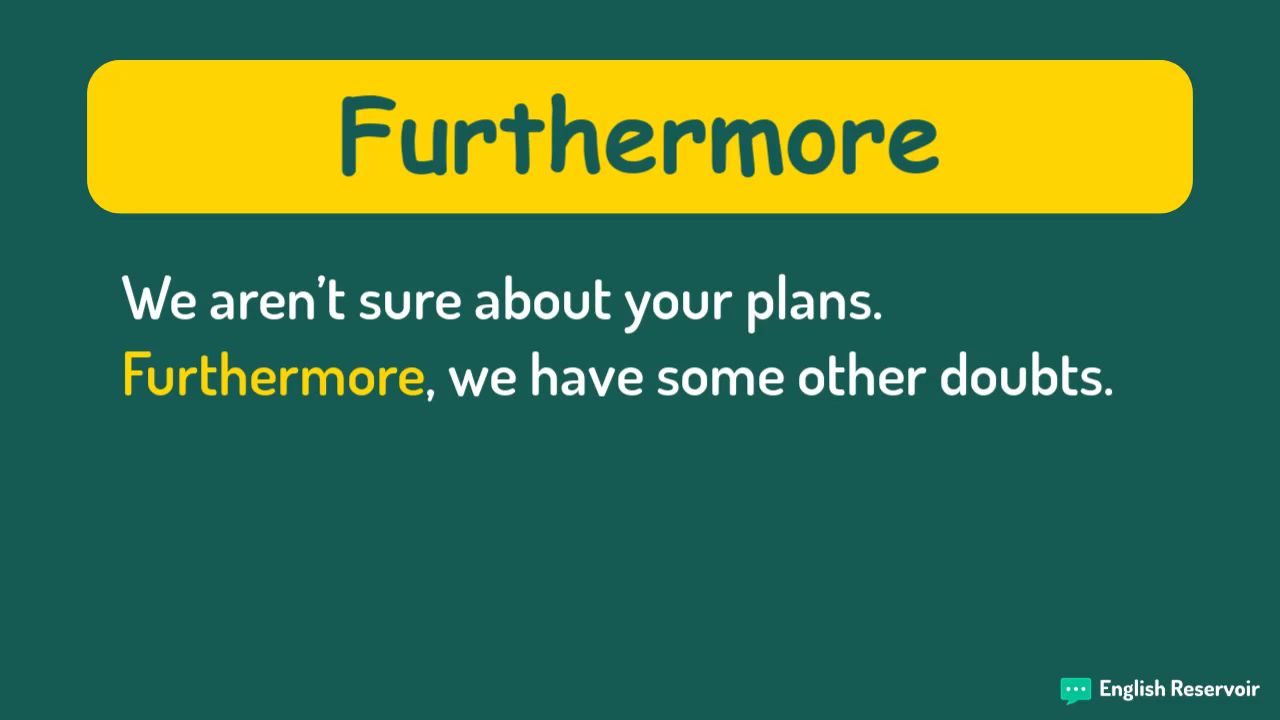 Furthermore
We aren’t sure about your plans.
Furthermore, we have some other doubts.
English Reservoir